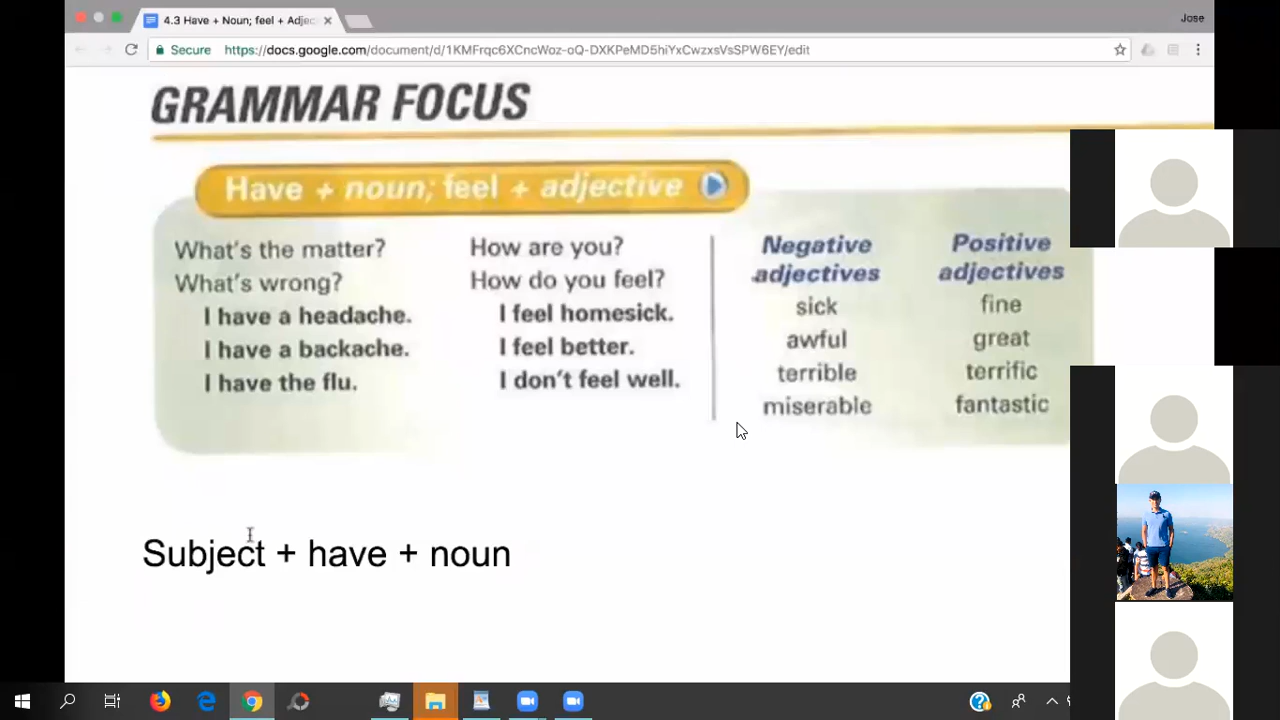 4.3 Have + Noun; feel + Adjec
Jose
Secure
https://docs.google.com/document/d/1KMFrqc6XCncWoz-oQ-DXKPeMD5hiYxCwzxsVsSPW6EY/edit
GRAMMAR FOCUS
Have + noun; feel + adjective
What's the matter?
What's wrong?
I have a headache.
I have a backache.
I have the flu.
How are you?
How do you feel?
I feel homesick.
I feel better.
I don't feel well.
Negative
adjectives
sick
awful
terrible
miserable
Positive
adjectives
fine
great
terrific
fantastic
Subject + have + noun